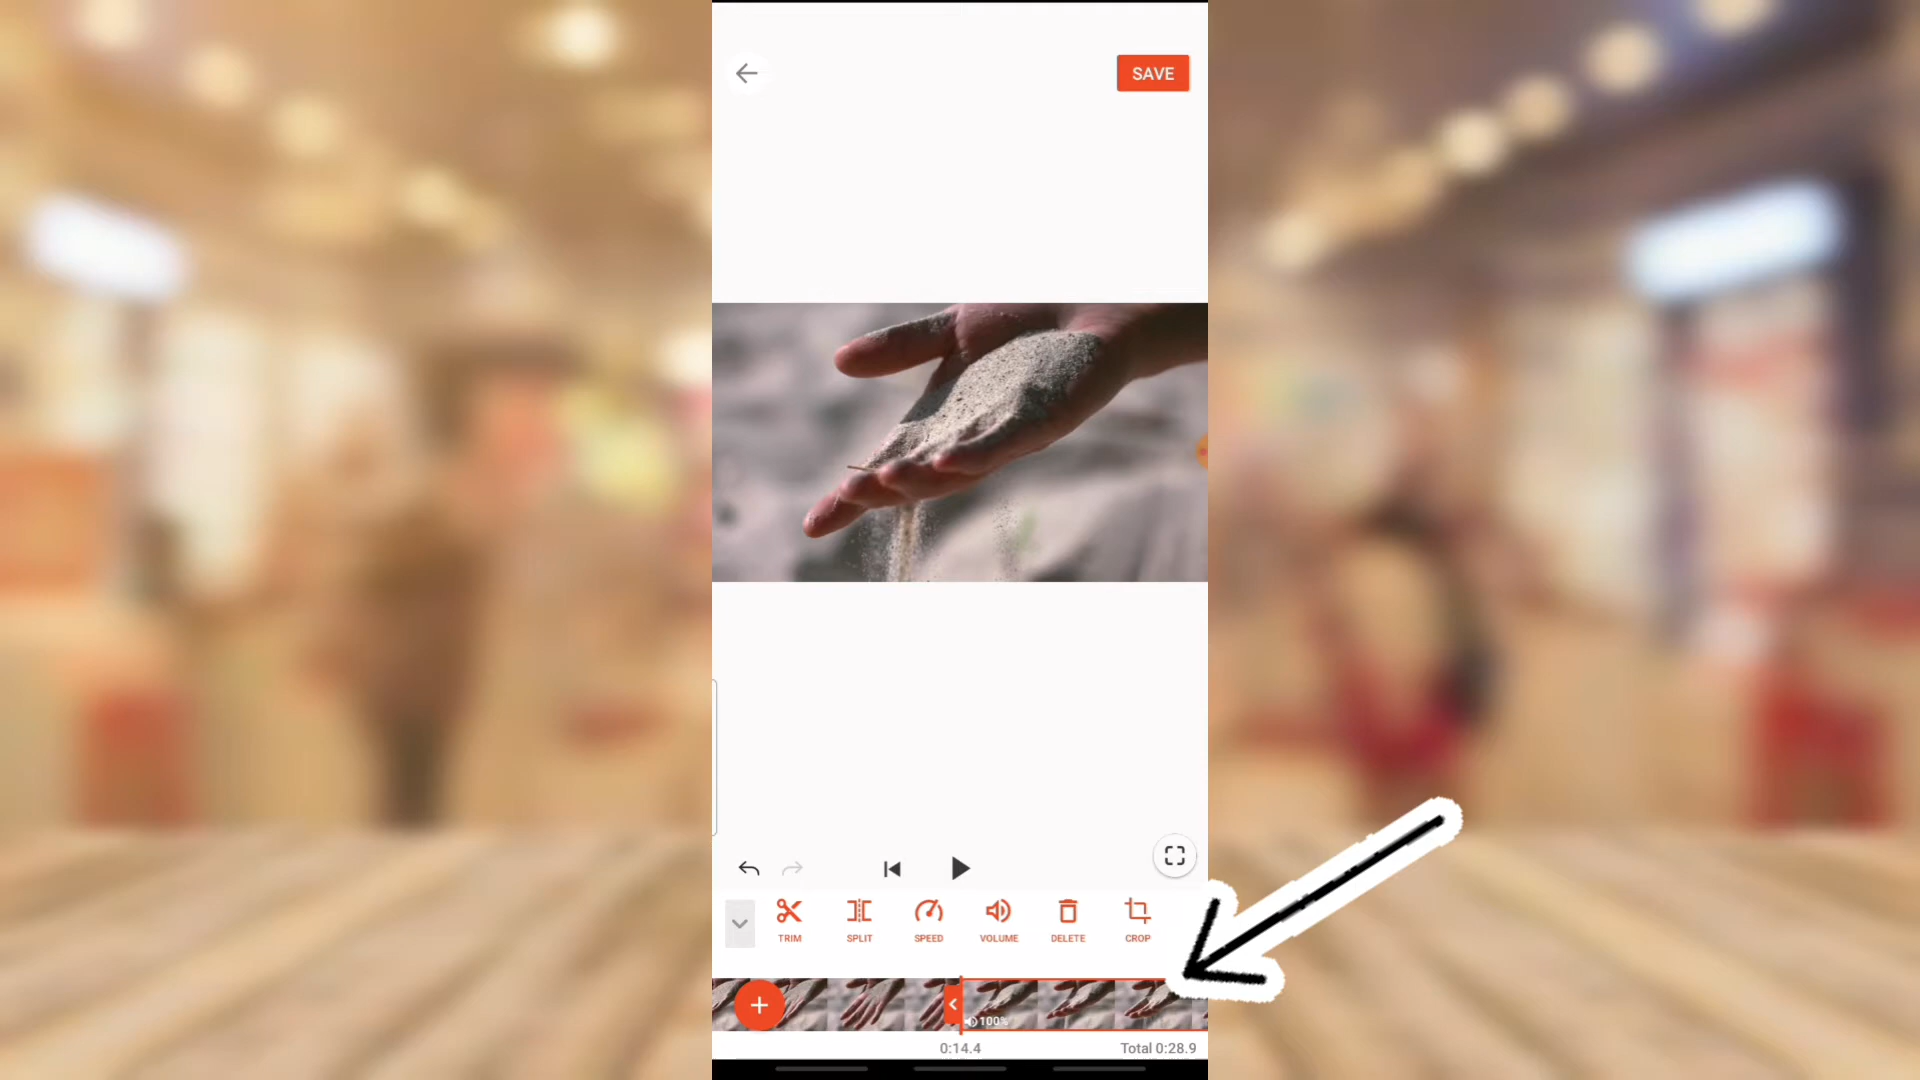 SAVE
TRIM SPLIT SPEED VOLUME DELETE CROP
100%
0:14.4 Total 0:28.9